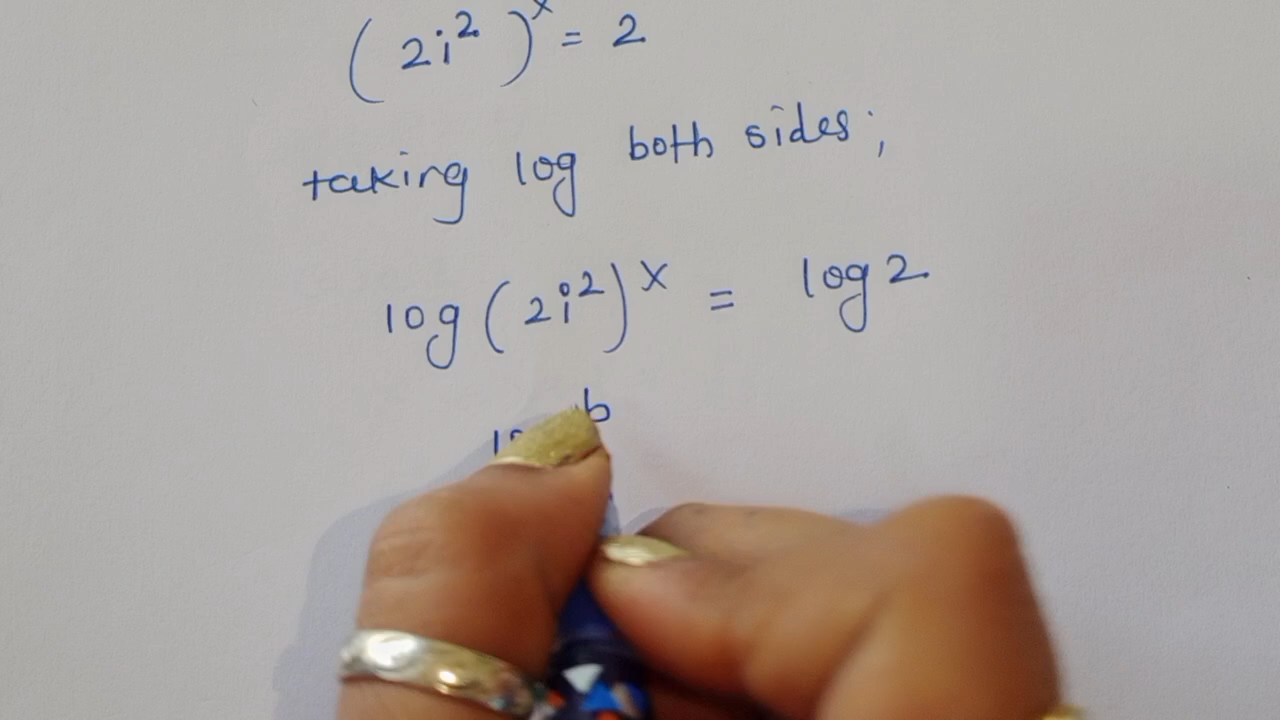 (2i²)ˣ = 2
taking log both sides;
log (2i²)ˣ = log 2
b